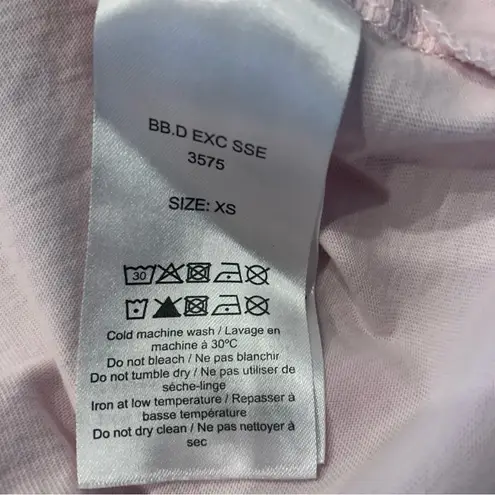 BB.D EXC SSE
3575
SIZE: XS
30
Cold machine wash / Lavage en
machine à 30ºC
Do not bleach / Ne pas blanchir
Do not tumble dry / Ne pas utiliser de
séche-linge
Iron at low temperature / Repasser à
basse température
Do not dry clean / Ne pas nettoyer à
sec